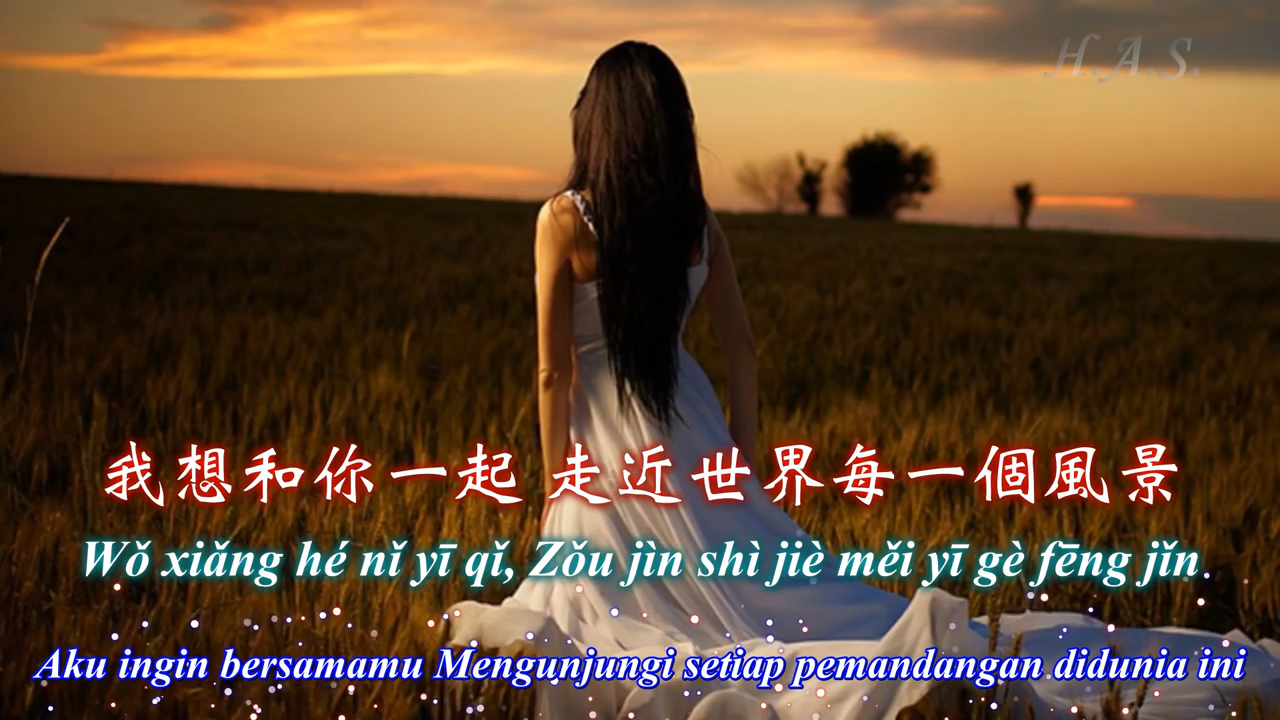 H.A.S.
我想和你一起 走近世界每一個風景
Wǒ xiǎng hé nǐ yī qǐ, Zǒu jìn shì jiè měi yī gè fēng jǐn
Aku ingin bersamamu Mengunjungi setiap pemandangan didunia ini